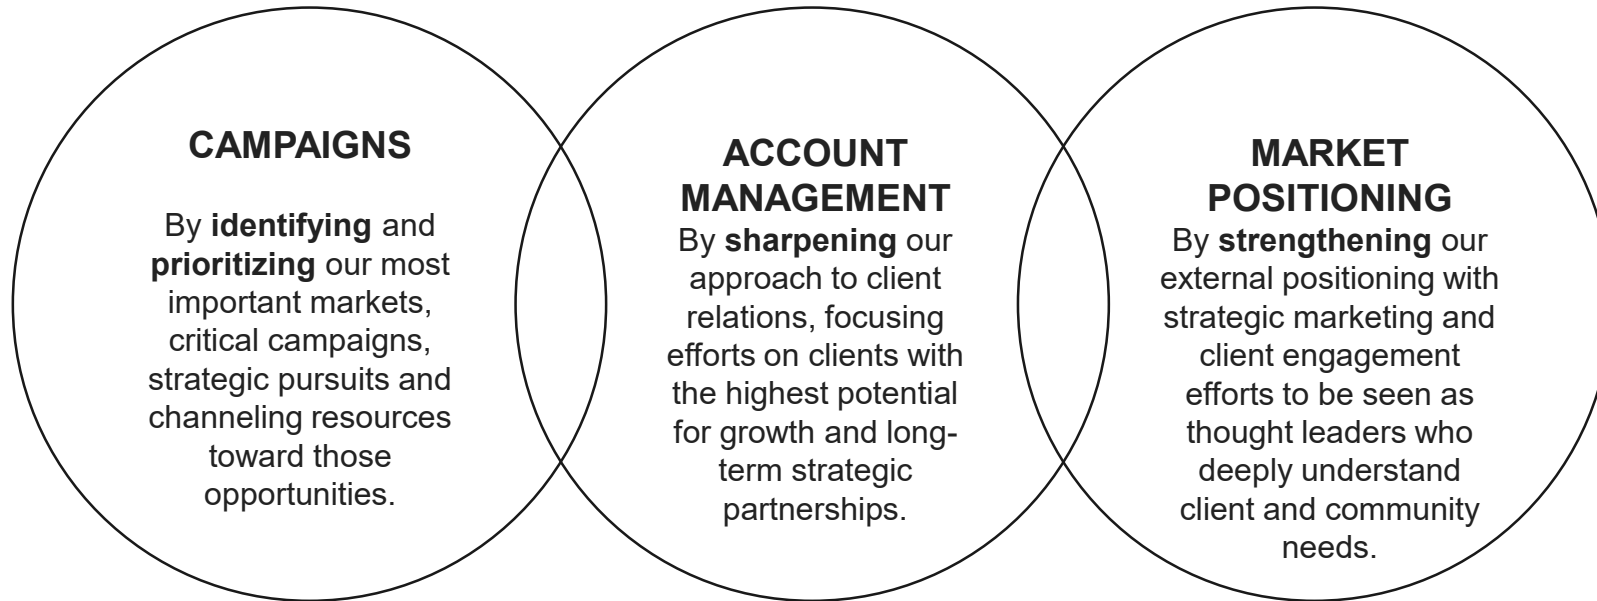 CAMPAIGNS
By identifying and
prioritizing our most
important markets,
critical campaigns,
strategic pursuits and
channeling resources
toward those
opportunities.
ACCOUNT
MANAGEMENT
By sharpening our
approach to client
relations, focusing
efforts on clients with
the highest potential
for growth and long-
term strategic
partnerships.
MARKET
POSITIONING
By strengthening our
external positioning with
strategic marketing and
client engagement
efforts to be seen as
thought leaders who
deeply understand
client and community
needs.